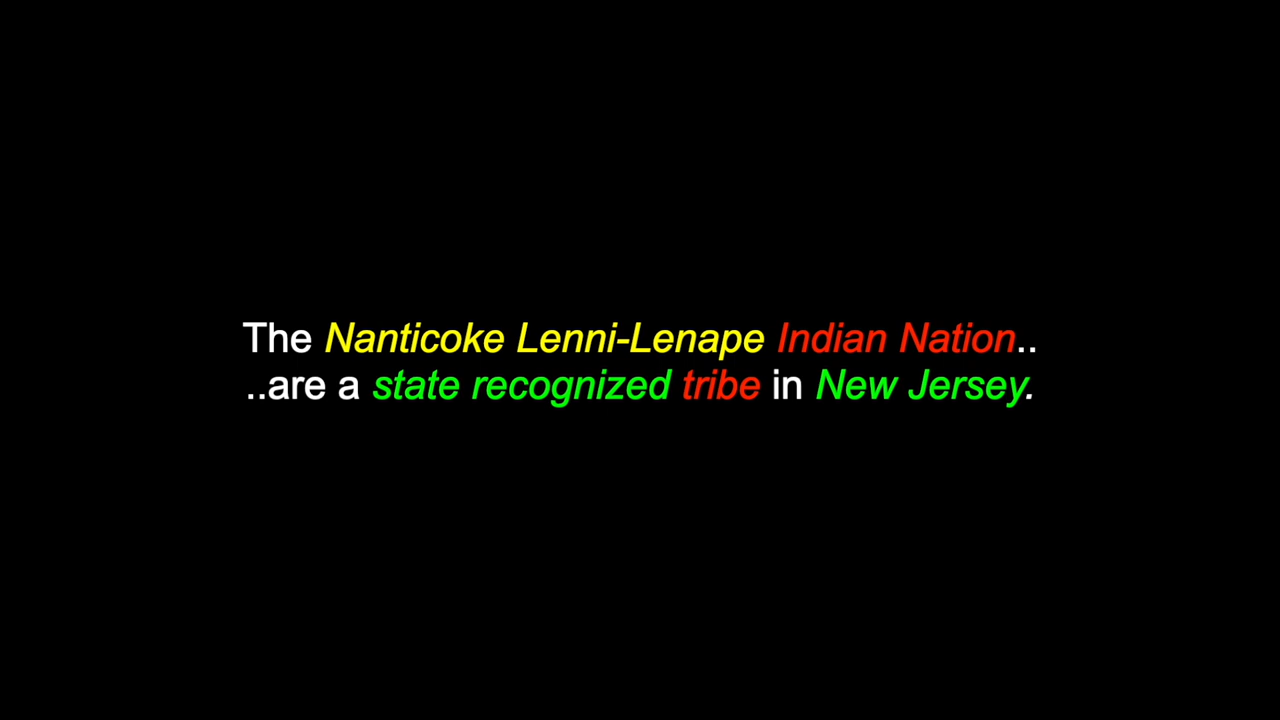 The Nanticoke Lenni-Lenape Indian Nation..
..are a state recognized tribe in New Jersey.